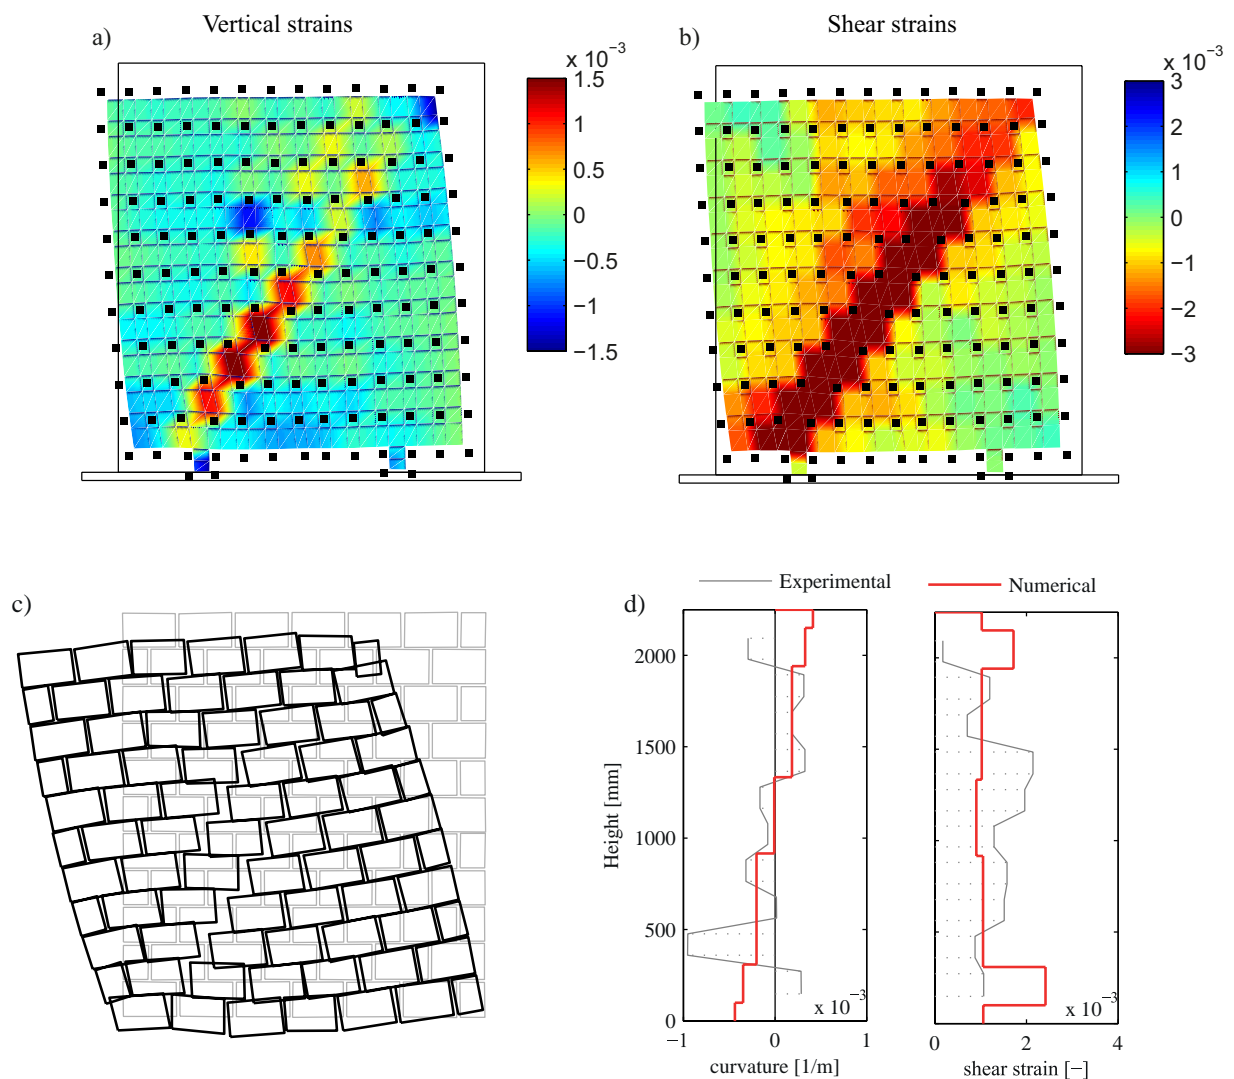 Vertical strains
Shear strains
a)
b)
x 10⁻³
1.5
1
0.5
0
−0.5
−1
−1.5
x 10⁻³
3
2
1
0
−1
−2
−3
c)
d)
Experimental
Numerical
Height [mm]
2000
1500
1000
500
0
x 10⁻³
−1
0
1
curvature [1/m]
x 10⁻³
0
2
4
shear strain [−]